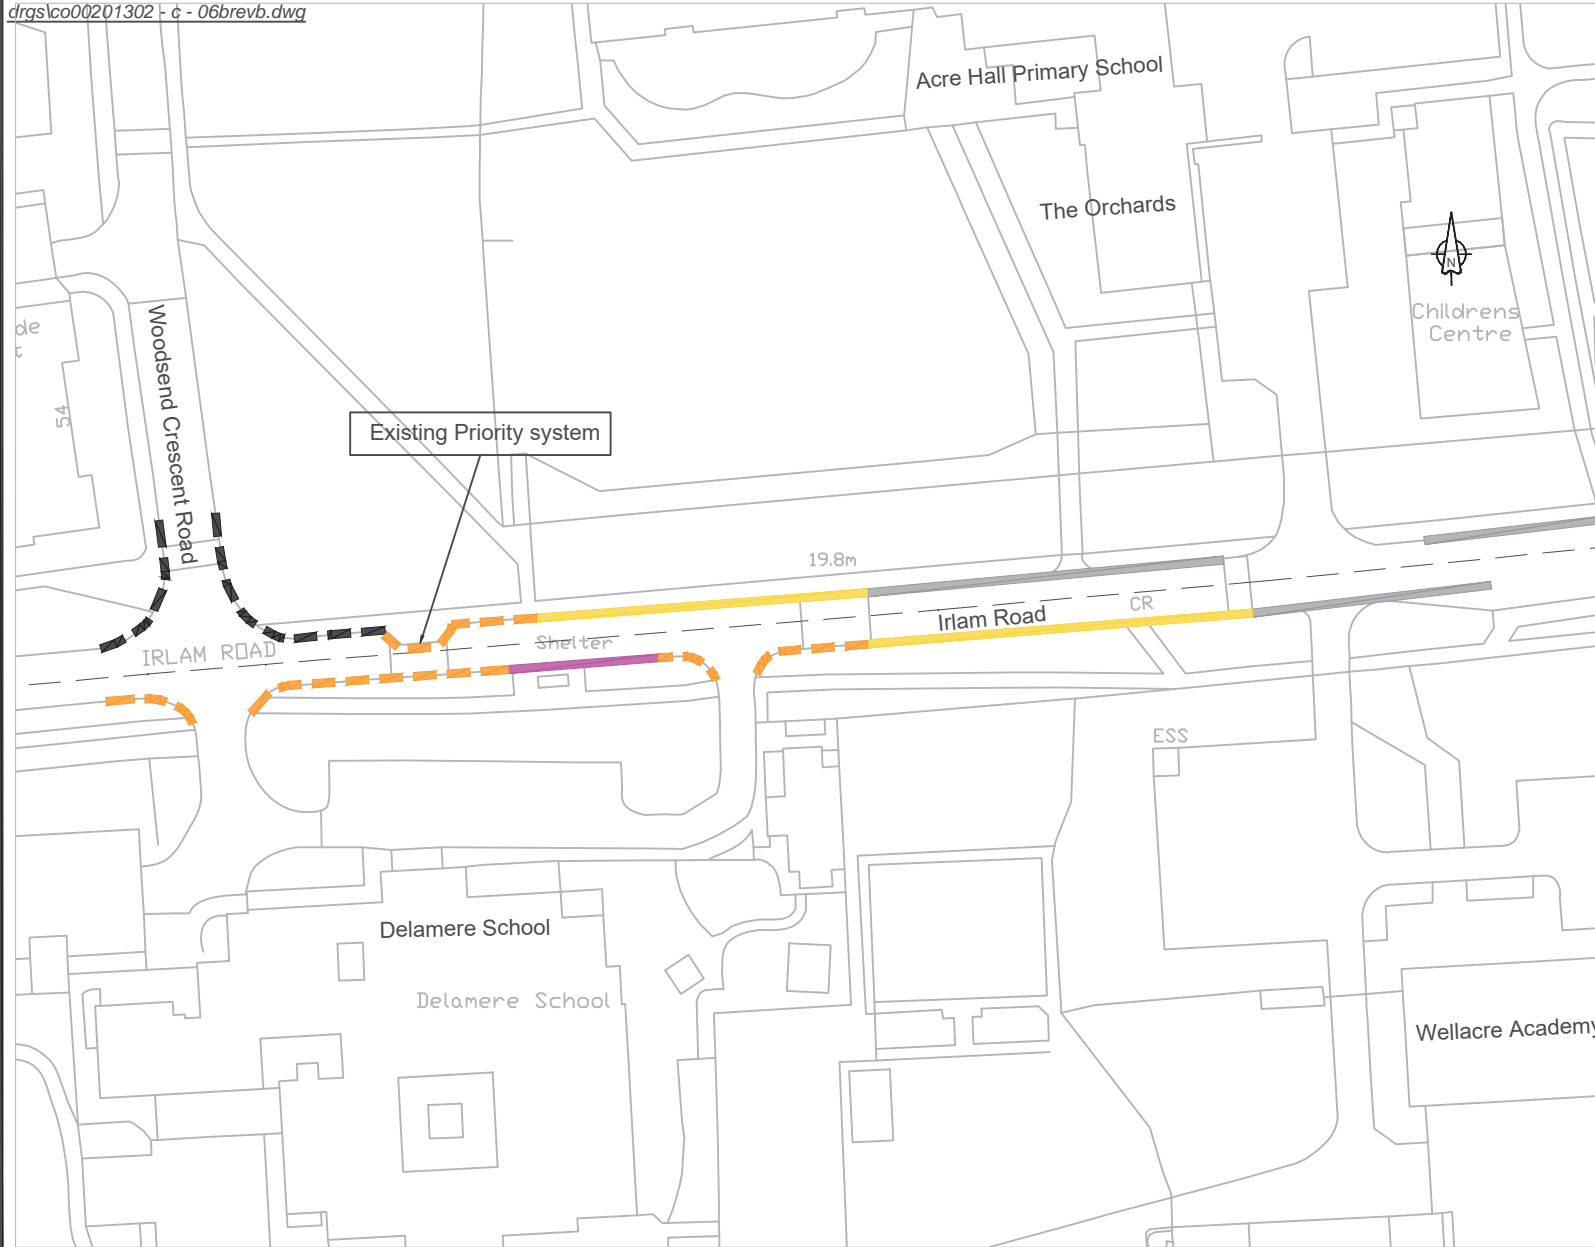 drgs\co00201302 - c - 06brevb.dwg
Acre Hall Primary School
The Orchards
N
Childrens
Centre
de
54
Woodsend Crescent Road
Existing Priority system
19.8m
CR
Irlam Road
Shelter
IRLAM ROAD
ESS
Delamere School
Delamere School
Wellacre Academy